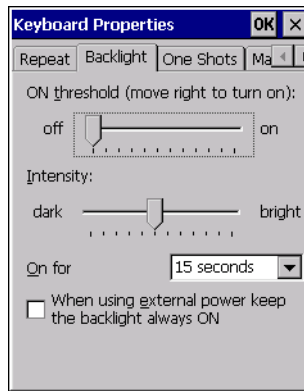 Keyboard Properties OK ×
Repeat Backlight One Shots Ma
ON threshold (move right to turn on):
off on
Intensity:
dark bright
On for 15 seconds
When using external power keep
the backlight always ON